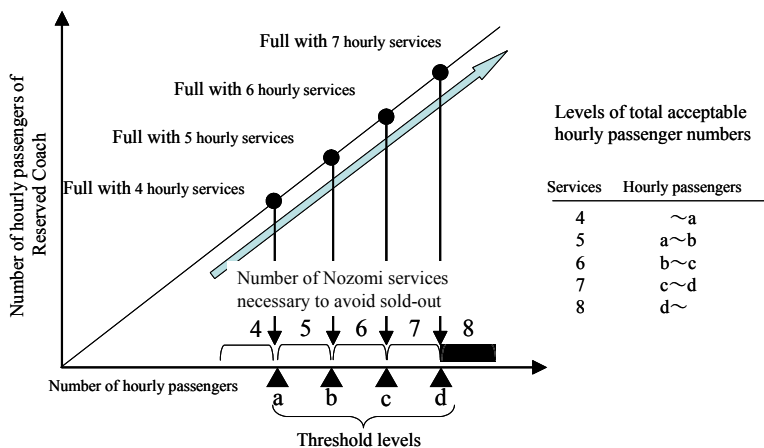 Full with 7 hourly services
Full with 6 hourly services
Full with 5 hourly services
Full with 4 hourly services
Number of hourly passengers of
Reserved Coach
Number of Nozomi services
necessary to avoid sold-out
4 5 6 7 8
Number of hourly passengers
a b c d
Threshold levels
Levels of total acceptable
hourly passenger numbers
Services Hourly passengers
4 ~a
5 a~b
6 b~c
7 c~d
8 d~